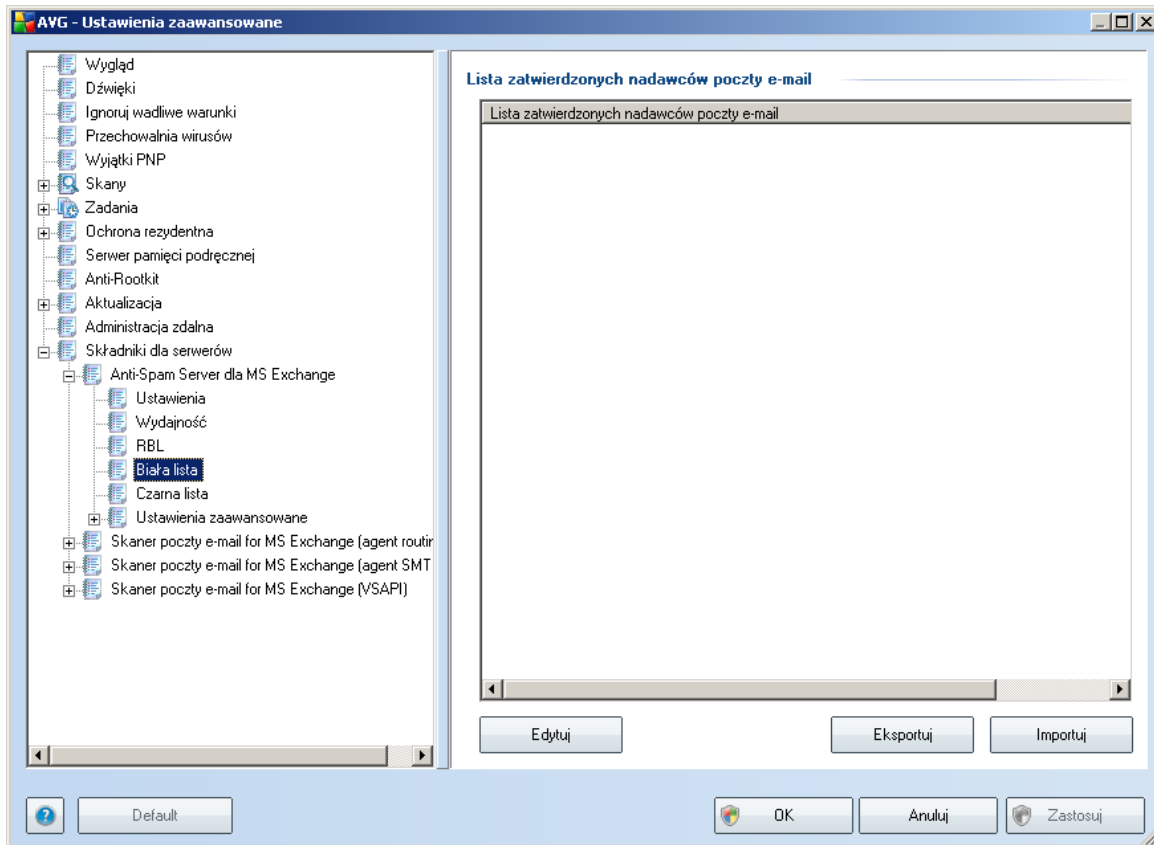 AVG - Ustawienia zaawansowane
Wygląd
Dźwięki
Ignoruj wadliwe warunki
Przechowalnia wirusów
Wyjątki PNP
Skany
Zadania
Ochrona rezydentna
Serwer pamięci podręcznej
Anti-Rootkit
Aktualizacja
Administracja zdalna
Składniki dla serwerów
Anti-Spam Server dla MS Exchange
Ustawienia
Wydajność
RBL
Biała lista
Czarna lista
Ustawienia zaawansowane
Skaner poczty e-mail for MS Exchange (agent routin
Skaner poczty e-mail for MS Exchange (agent SMT
Skaner poczty e-mail for MS Exchange (VSAPI)
Lista zatwierdzonych nadawców poczty e-mail
Lista zatwierdzonych nadawców poczty e-mail
Edytuj
Eksportuj
Importuj
Default
OK
Anuluj
Zastosuj